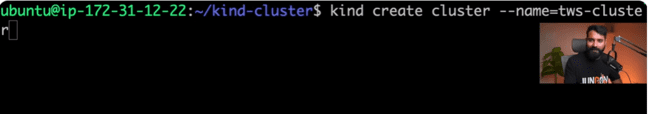 ubuntu@ip-172-31-12-22:~/kind-cluster$ kind create cluster --name=tws-cluste
r